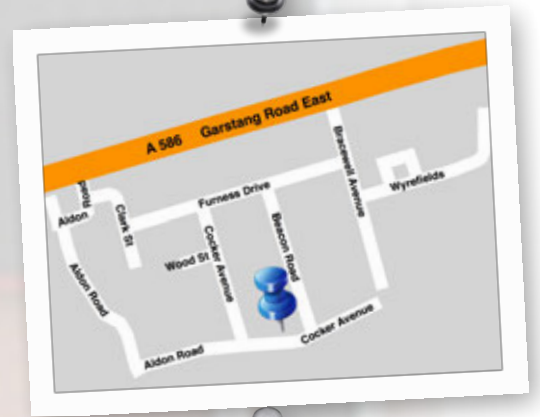 A 586 Garstang Road East
Bracewell Avenue
Road
Aldon
Clark St
Furness Drive
Wyrefields
Wood St
Cocker Avenue
Beacon Road
Aldon Road
Aldon Road
Cocker Avenue